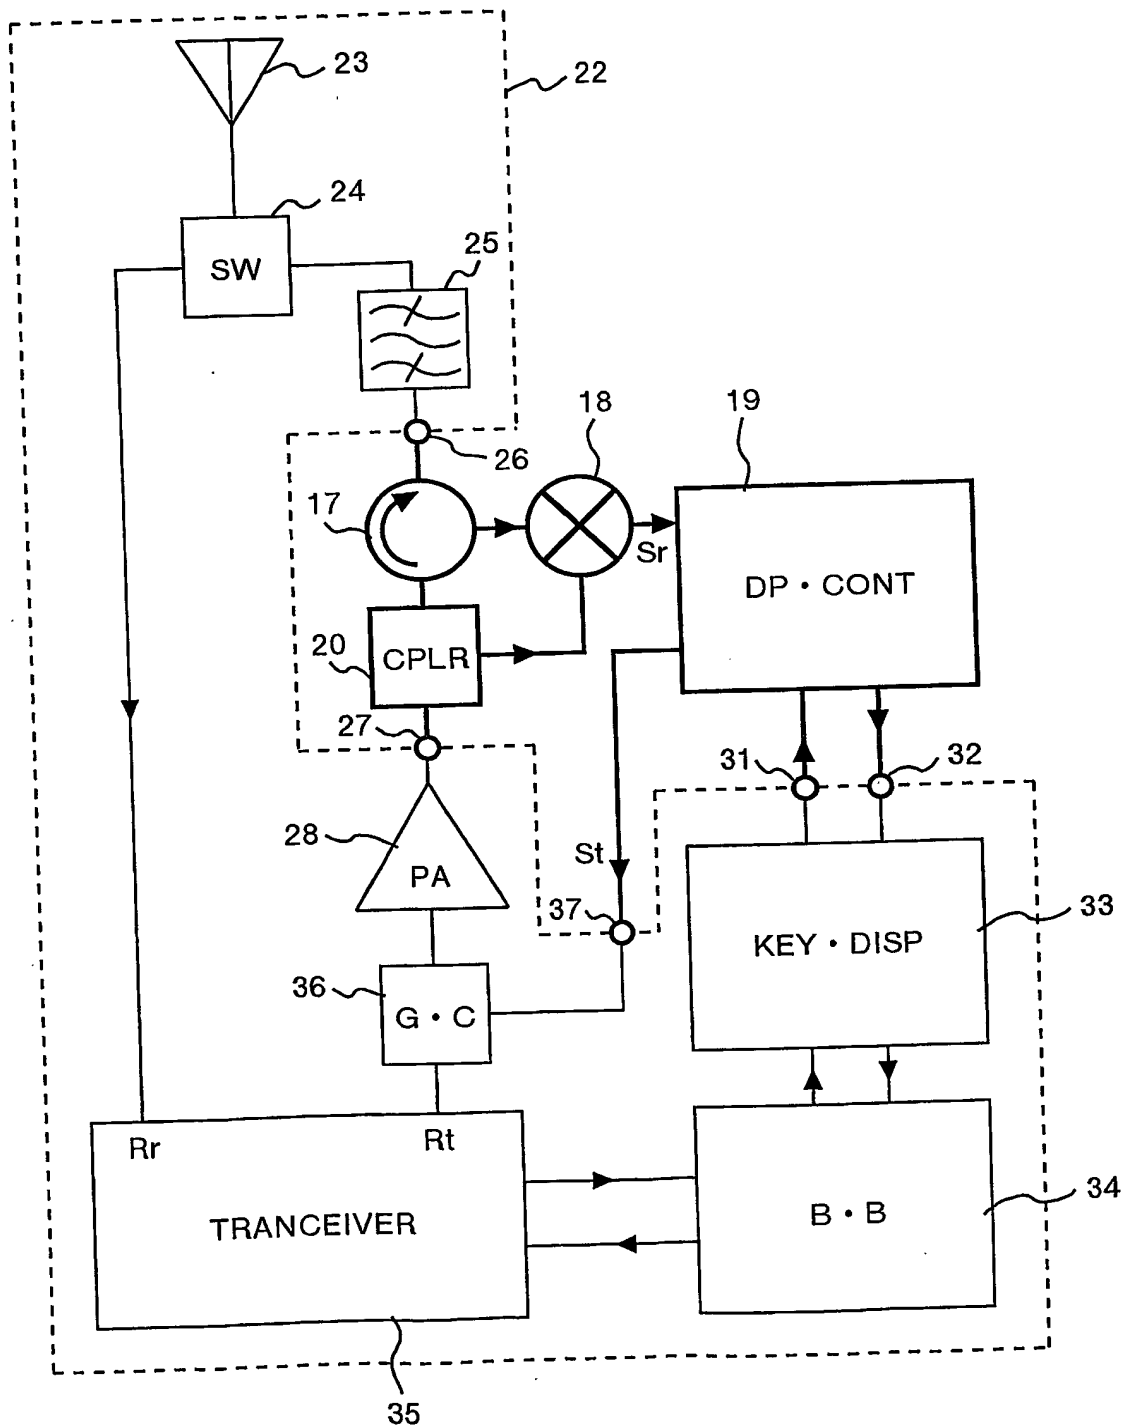 23
22
24
SW
25
18
19
26
17
Sr
DP・CONT
20
CPLR
27
31
32
28
St
PA
37
33
KEY・DISP
36
G・C
Rr
Rt
34
TRANCEIVER
B・B
35